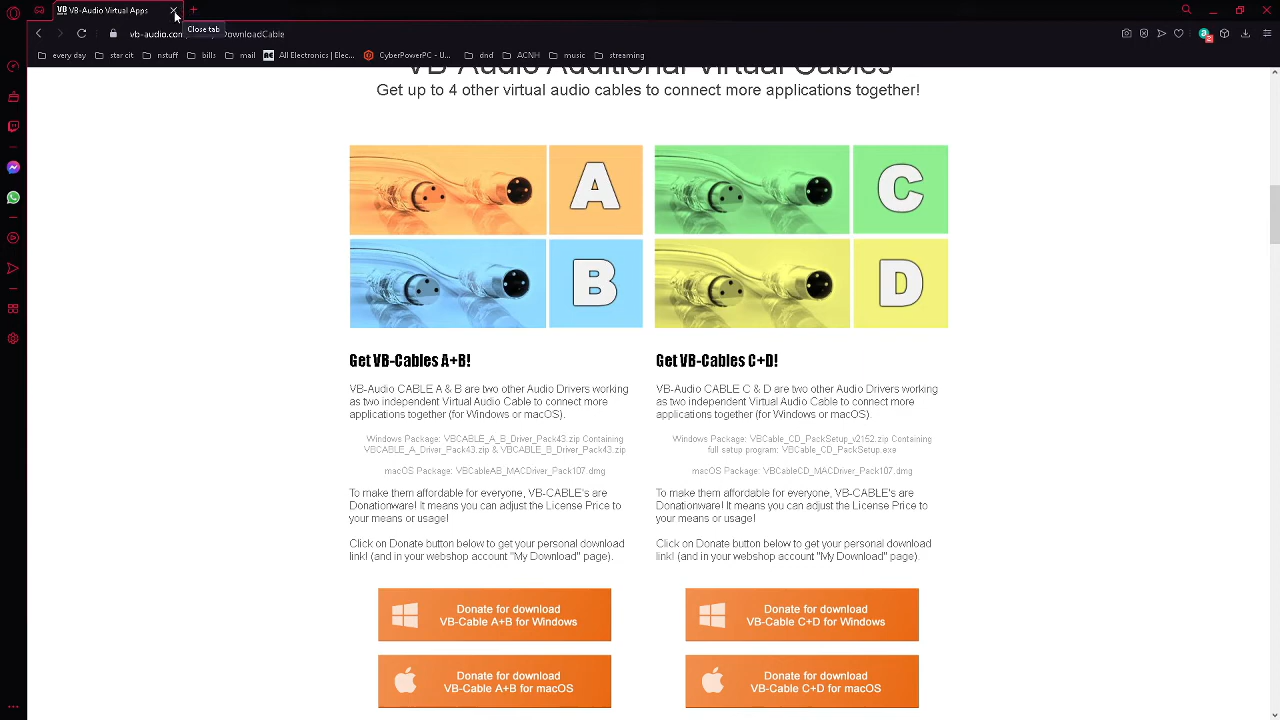 VB VB-Audio Virtual Apps
Close tab
vb-audio.com DownloadCable
every day
star cit
nstuff
bills
mail
All Electronics | Elec...
CyberPowerPC - U...
dnd
ACNH
music
streaming
VB-Audio Additional Virtual Cables
Get up to 4 other virtual audio cables to connect more applications together!
A
C
B
D
Get VB-Cables A+B!
VB-Audio CABLE A & B are two other Audio Drivers working
as two independent Virtual Audio Cable to connect more
applications together (for Windows or macOS).
Windows Package: VBCABLE_A_B_Driver_Pack43.zip Containing
VBCABLE_A_Driver_Pack43.zip & VBCABLE_B_Driver_Pack43.zip
macOS Package: VBCableAB_MACDriver_Pack107.dmg
To make them affordable for everyone, VB-CABLE's are
Donationware! It means you can adjust the License Price to
your means or usage!
Click on Donate button below to get your personal download
link! (and in your webshop account "My Download" page).
Donate for download
VB-Cable A+B for Windows
Donate for download
VB-Cable A+B for macOS
Get VB-Cables C+D!
VB-Audio CABLE C & D are two other Audio Drivers working
as two independent Virtual Audio Cable to connect more
applications together (for Windows or macOS).
Windows Package: VBCable_CD_PackSetup_v2152.zip Containing
full setup program: VBCable_CD_PackSetup.exe
macOS Package: VBCableCD_MACDriver_Pack107.dmg
To make them affordable for everyone, VB-CABLE's are
Donationware! It means you can adjust the License Price to
your means or usage!
Click on Donate button below to get your personal download
link! (and in your webshop account "My Download" page).
Donate for download
VB-Cable C+D for Windows
Donate for download
VB-Cable C+D for macOS